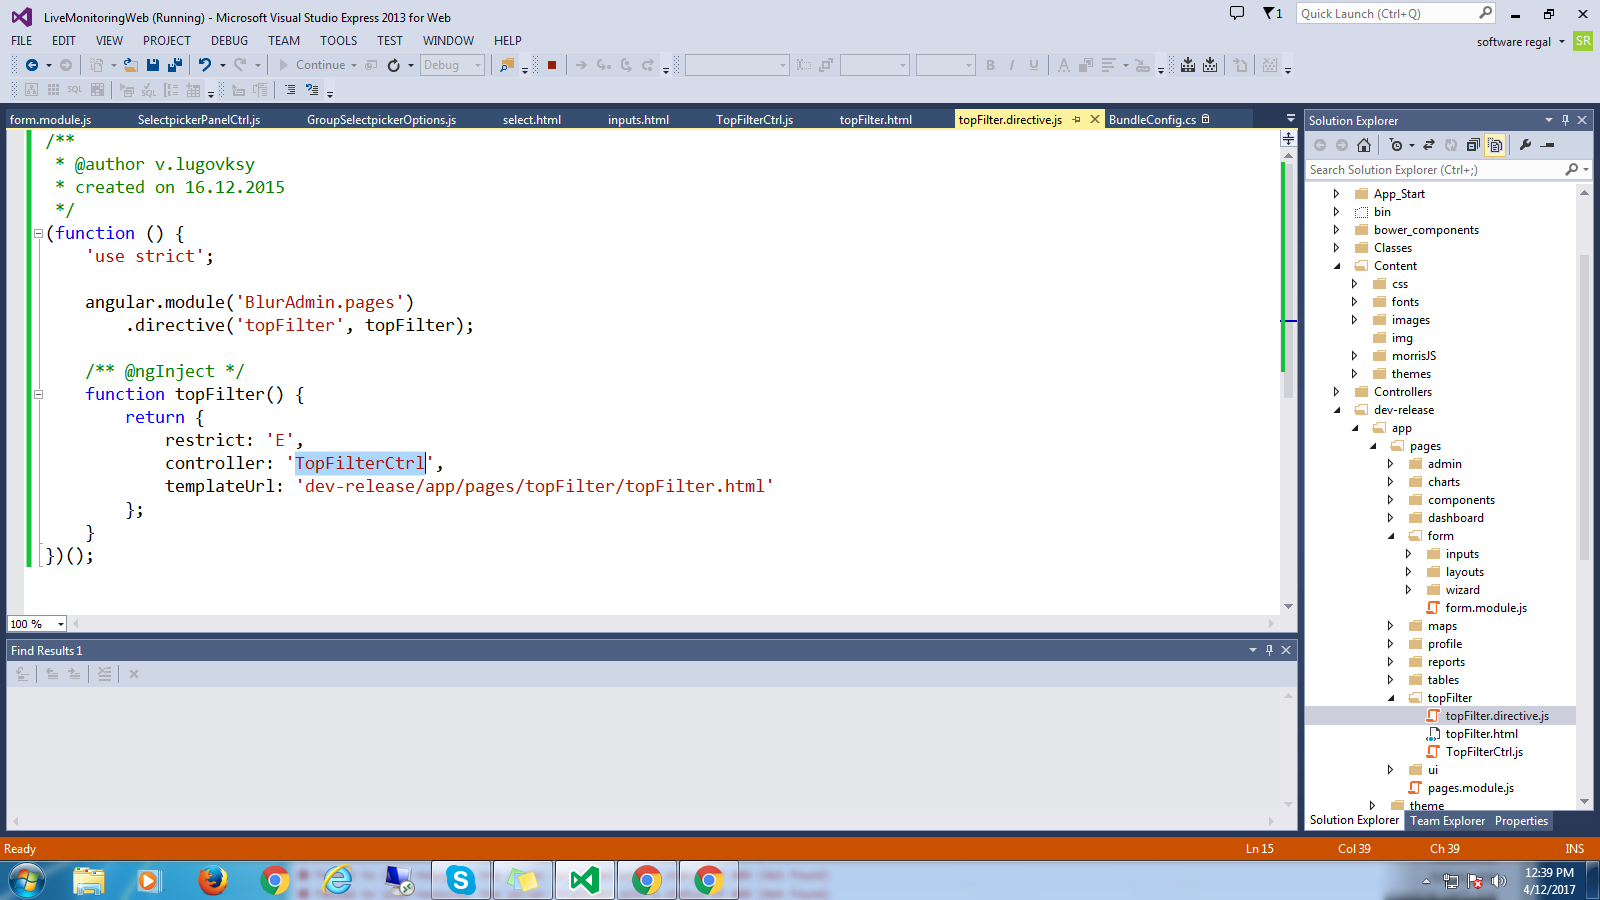 LiveMonitoringWeb (Running) - Microsoft Visual Studio Express 2013 for Web
1
Quick Launch (Ctrl+Q)
FILE EDIT VIEW PROJECT DEBUG TEAM TOOLS TEST WINDOW HELP
software regal SR
Continue Debug
B I U A
SQL SQL
form.module.js SelectpickerPanelCtrl.js GroupSelectpickerOptions.js select.html inputs.html TopFilterCtrl.js topFilter.html topFilter.directive.js BundleConfig.cs
/**
* @author v.lugovksy
* created on 16.12.2015
*/
(function () {
'use strict';
angular.module('BlurAdmin.pages')
.directive('topFilter', topFilter);
/** @ngInject */
function topFilter() {
return {
restrict: 'E',
controller: 'TopFilterCtrl',
templateUrl: 'dev-release/app/pages/topFilter/topFilter.html'
};
}
})();
100 %
Find Results 1
Solution Explorer
Search Solution Explorer (Ctrl+;)
App_Start
bin
bower_components
Classes
Content
css
fonts
images
img
morrisJS
themes
Controllers
dev-release
app
pages
admin
charts
components
dashboard
form
inputs
layouts
wizard
form.module.js
maps
profile
reports
tables
topFilter
topFilter.directive.js
topFilter.html
TopFilterCtrl.js
ui
pages.module.js
theme
Solution Explorer Team Explorer Properties
Ready Ln 15 Col 39 Ch 39 INS
12:39 PM
4/12/2017